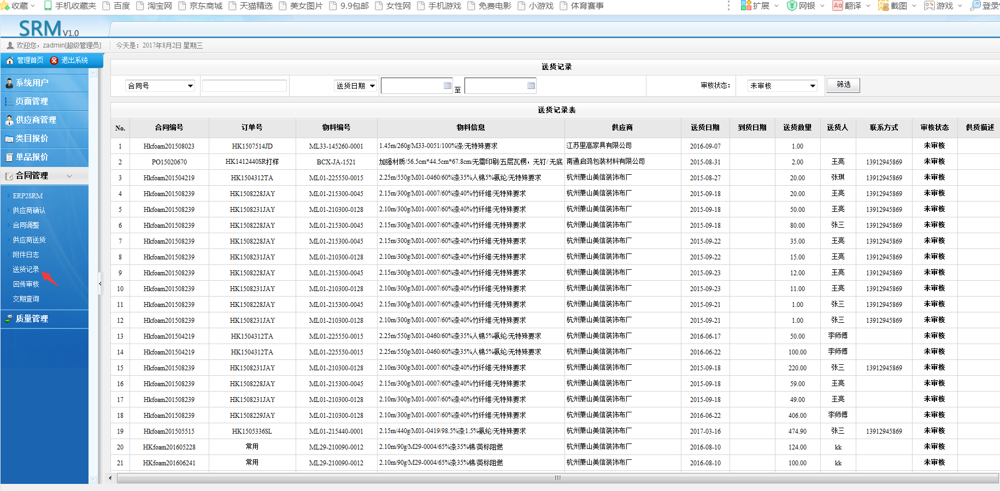 收藏 手机收藏夹 百度 淘宝网 京东商城 天猫精选 美女图片 9.9包邮 女性网 手机游戏 免费电影 小游戏 体育赛事 扩展 网银 Aあ 翻译 截图 游戏 登录
SRM V1.0
欢迎您，zadmin[超级管理员] 今天是：2017年8月2日 星期三
管理首页 退出系统
系统用户
页面管理
供应商管理
类目报价
单品报价
合同管理
ERP2SRM
供应商确认
合同调整
供应商送货
附件日志
送货记录
回传审核
交期查询
质量管理
送货记录
合同号 送货日期 至 审核状态： 未审核 筛选
送货记录表
No. 合同编号 订单号 物料编号 物料信息 供应商 送货日期 到货日期 送货数量 送货人 联系方式 审核状态 供货描述
1 Hkfoam201508023 HK1507514JD ML33-145260-0001 1.45m/260g/M33-0051/100%涤/无特殊要求 江苏里高家具有限公司 2016-09-07 1.00 未审核
2 PO15020670 HK1412440SR打样 BCX-JA-1521 加强材质/56.5cm*44.5cm*67.8cm/无需印刷/五层瓦楞，无钉/ 无底 南通启鸿包装材料有限公司 2015-08-31 2.00 王亮 13912945869 未审核
3 Hkfoam201504219 HK1504312TA ML01-225550-0015 2.25m/550g/M01-0460/60%涤35%人棉5%氨纶/无特殊要求 杭州萧山美信装饰布厂 2015-08-27 20.00 张琪 13912945869 未审核
4 Hkfoam201508239 HK1508228JAY ML01-215300-0045 2.15m/300g/M01-0007/60%涤40%竹纤维/无特殊要求 杭州萧山美信装饰布厂 2015-09-18 20.00 王亮 13912945869 未审核
5 Hkfoam201508239 HK1508231JAY ML01-210300-0128 2.10m/300g/M01-0007/60%涤40%竹纤维/无特殊要求 杭州萧山美信装饰布厂 2015-09-18 50.00 王亮 13912945869 未审核
6 Hkfoam201508239 HK1508228JAY ML01-215300-0045 2.15m/300g/M01-0007/60%涤40%竹纤维/无特殊要求 杭州萧山美信装饰布厂 2015-09-18 80.00 张三 13912945869 未审核
7 Hkfoam201508239 HK1508228JAY ML01-215300-0045 2.15m/300g/M01-0007/60%涤40%竹纤维/无特殊要求 杭州萧山美信装饰布厂 2015-09-22 35.00 王亮 13912945869 未审核
8 Hkfoam201508239 HK1508231JAY ML01-210300-0128 2.10m/300g/M01-0007/60%涤40%竹纤维/无特殊要求 杭州萧山美信装饰布厂 2015-09-22 15.00 王亮 13912945869 未审核
9 Hkfoam201508239 HK1508228JAY ML01-215300-0045 2.15m/300g/M01-0007/60%涤40%竹纤维/无特殊要求 杭州萧山美信装饰布厂 2015-09-23 12.00 王亮 13912945869 未审核
10 Hkfoam201508239 HK1508231JAY ML01-210300-0128 2.10m/300g/M01-0007/60%涤40%竹纤维/无特殊要求 杭州萧山美信装饰布厂 2015-09-23 11.00 王亮 13912945869 未审核
11 Hkfoam201508239 HK1508228JAY ML01-215300-0045 2.15m/300g/M01-0007/60%涤40%竹纤维/无特殊要求 杭州萧山美信装饰布厂 2015-09-21 1.00 张三 13912945869 未审核
12 Hkfoam201508239 HK1508231JAY ML01-210300-0128 2.10m/300g/M01-0007/60%涤40%竹纤维/无特殊要求 杭州萧山美信装饰布厂 2015-09-21 1.00 张三 13912945869 未审核
13 Hkfoam201504219 HK1504312TA ML01-225550-0015 2.25m/550g/M01-0460/60%涤35%人棉5%氨纶/无特殊要求 杭州萧山美信装饰布厂 2016-06-17 50.00 李师傅 未审核
14 Hkfoam201504219 HK1504312TA ML01-225550-0015 2.25m/550g/M01-0460/60%涤35%人棉5%氨纶/无特殊要求 杭州萧山美信装饰布厂 2016-06-22 100.00 李师傅 未审核
15 Hkfoam201508239 HK1508231JAY ML01-210300-0128 2.10m/300g/M01-0007/60%涤40%竹纤维/无特殊要求 杭州萧山美信装饰布厂 2015-09-18 220.00 张三 13912945869 未审核
16 Hkfoam201508239 HK1508228JAY ML01-215300-0045 2.15m/300g/M01-0007/60%涤40%竹纤维/无特殊要求 杭州萧山美信装饰布厂 2015-09-18 59.00 王亮 未审核
17 Hkfoam201508239 HK1508231JAY ML01-210300-0128 2.10m/300g/M01-0007/60%涤40%竹纤维/无特殊要求 杭州萧山美信装饰布厂 2015-09-18 49.00 王亮 未审核
18 Hkfoam201508239 HK1508229JAY ML01-210300-0128 2.10m/300g/M01-0007/60%涤40%竹纤维/无特殊要求 杭州萧山美信装饰布厂 2016-06-22 406.00 李师傅 未审核
19 Hkfoam201505515 HK1505336SL ML01-215440-0001 2.15m/440g/M01-0419/98.5%涤1.5%氨纶/无特殊要求 杭州萧山美信装饰布厂 2017-03-16 474.90 张三 13912945869 未审核
20 HKfoam201605228 常用 ML29-210090-0012 2.10m/90g/M29-0004/65%涤35%棉/英标阻燃 杭州萧山美信装饰布厂 2016-08-10 124.00 kk 未审核
21 HKfoam201606241 常用 ML29-210090-0012 2.10m/90g/M29-0004/65%涤35%棉/英标阻燃 杭州萧山美信装饰布厂 2016-08-10 100.00 kk 未审核